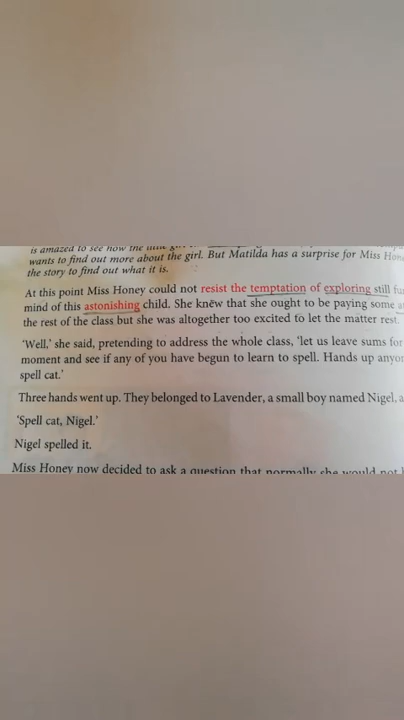 is amazed to see how the little
wants to find out more about the girl. But Matilda has a surprise for Miss
the story to find out what it is.
At this point Miss Honey could not resist the temptation of exploring still
mind of this astonishing child. She knew that she ought to be paying some
the rest of the class but she was altogether too excited to let the matter rest.
'Well,' she said, pretending to address the whole class, 'let us leave sums for
moment and see if any of you have begun to learn to spell. Hands up
spell cat.'
Three hands went up. They belonged to Lavender, a small boy named Nigel,
'Spell cat, Nigel.'
Nigel spelled it.
Miss Honey now decided to ask a question that normally she would not